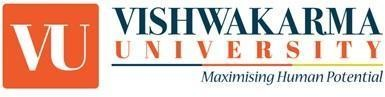 VU
VISHWAKARMA
UNIVERSITY
Maximising Human Potential